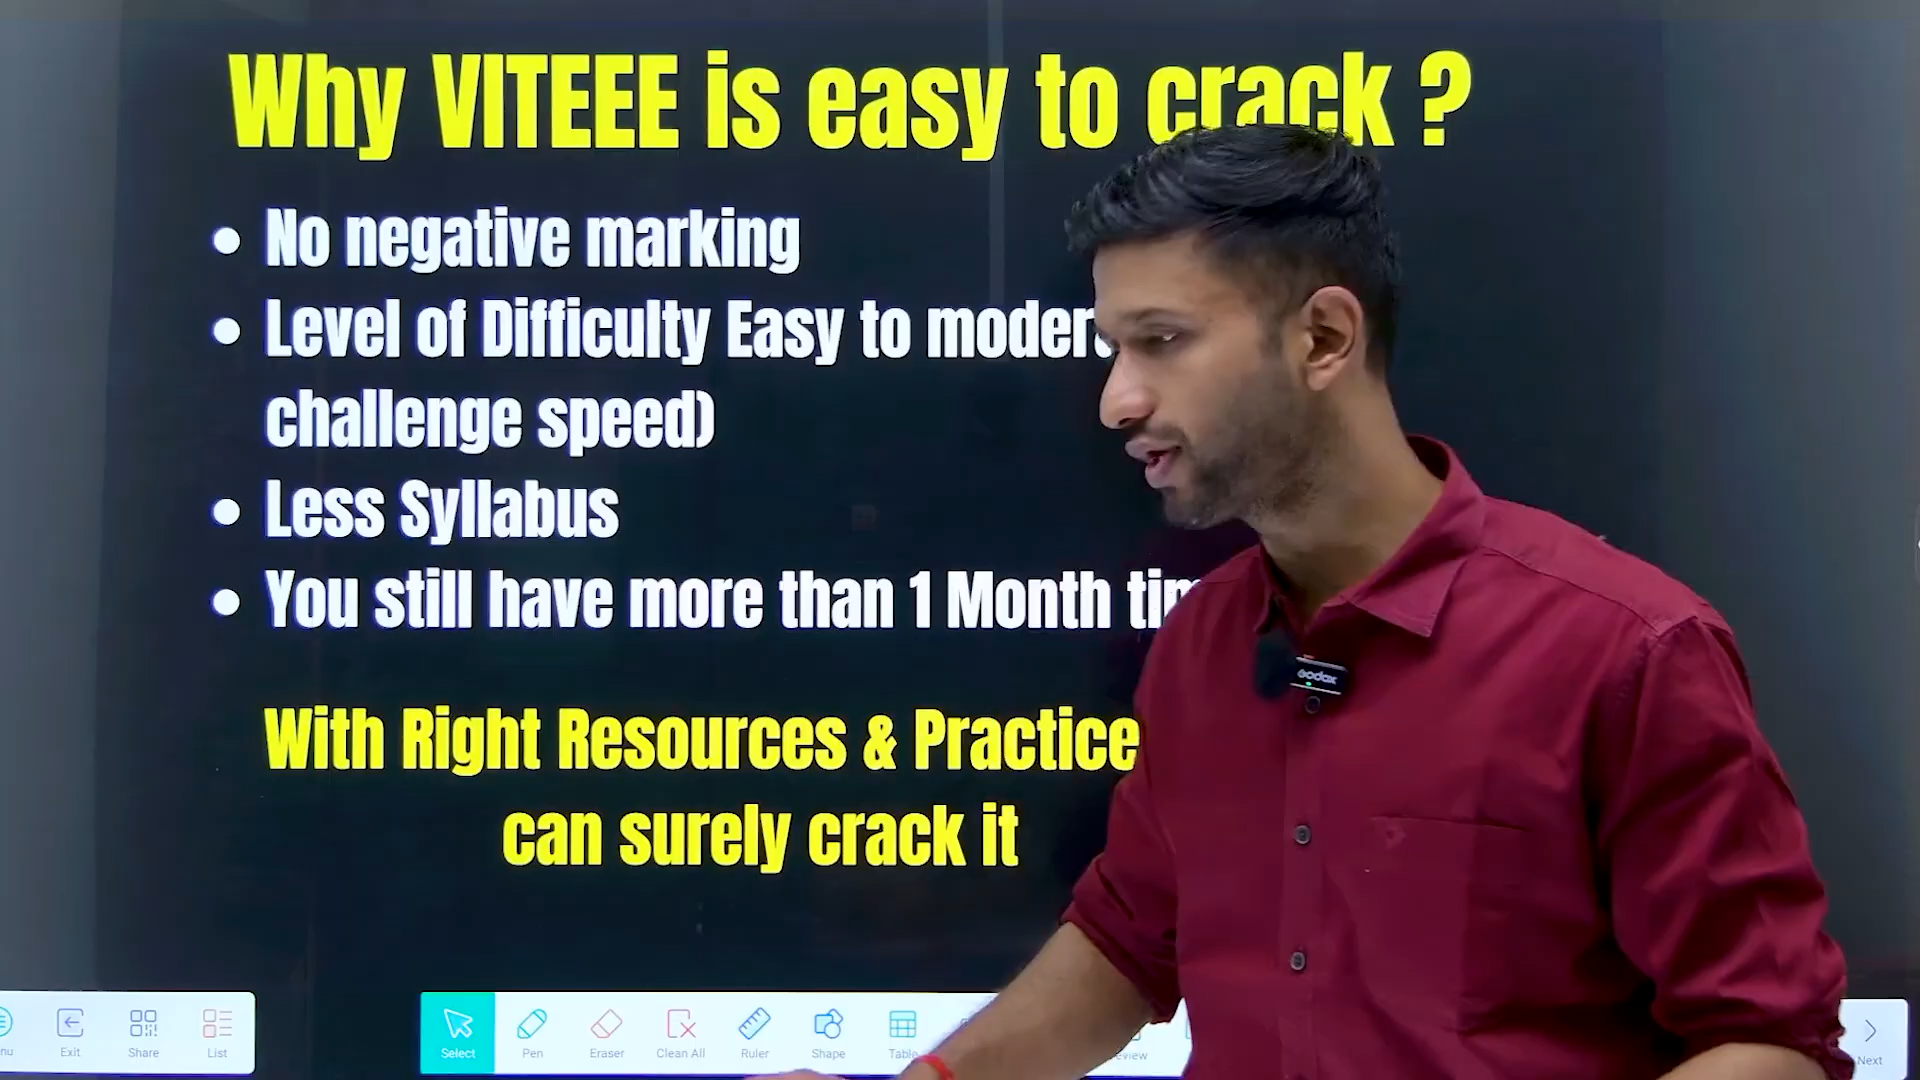 Why VITEEE is easy to crack ?
• No negative marking
• Level of Difficulty Easy to
challenge speed)
• Less Syllabus
• You still have more than 1 Month
With Right Resources & Practice
can surely crack it
Godox
Exit
Share
List
Select
Pen
Eraser
Clean All
Ruler
Shape
Table
Next